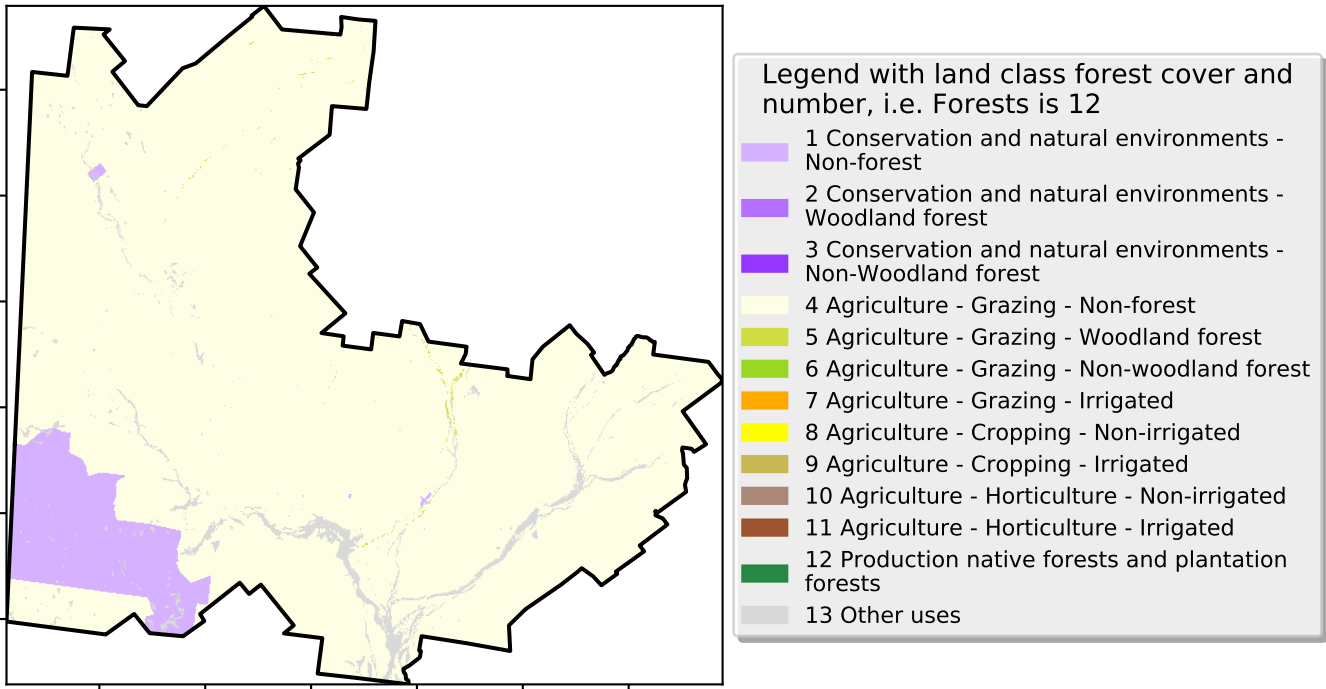 Legend with land class forest cover and
number, i.e. Forests is 12
1 Conservation and natural environments -
Non-forest
2 Conservation and natural environments -
Woodland forest
3 Conservation and natural environments -
Non-Woodland forest
4 Agriculture - Grazing - Non-forest
5 Agriculture - Grazing - Woodland forest
6 Agriculture - Grazing - Non-woodland forest
7 Agriculture - Grazing - Irrigated
8 Agriculture - Cropping - Non-irrigated
9 Agriculture - Cropping - Irrigated
10 Agriculture - Horticulture - Non-irrigated
11 Agriculture - Horticulture - Irrigated
12 Production native forests and plantation
forests
13 Other uses